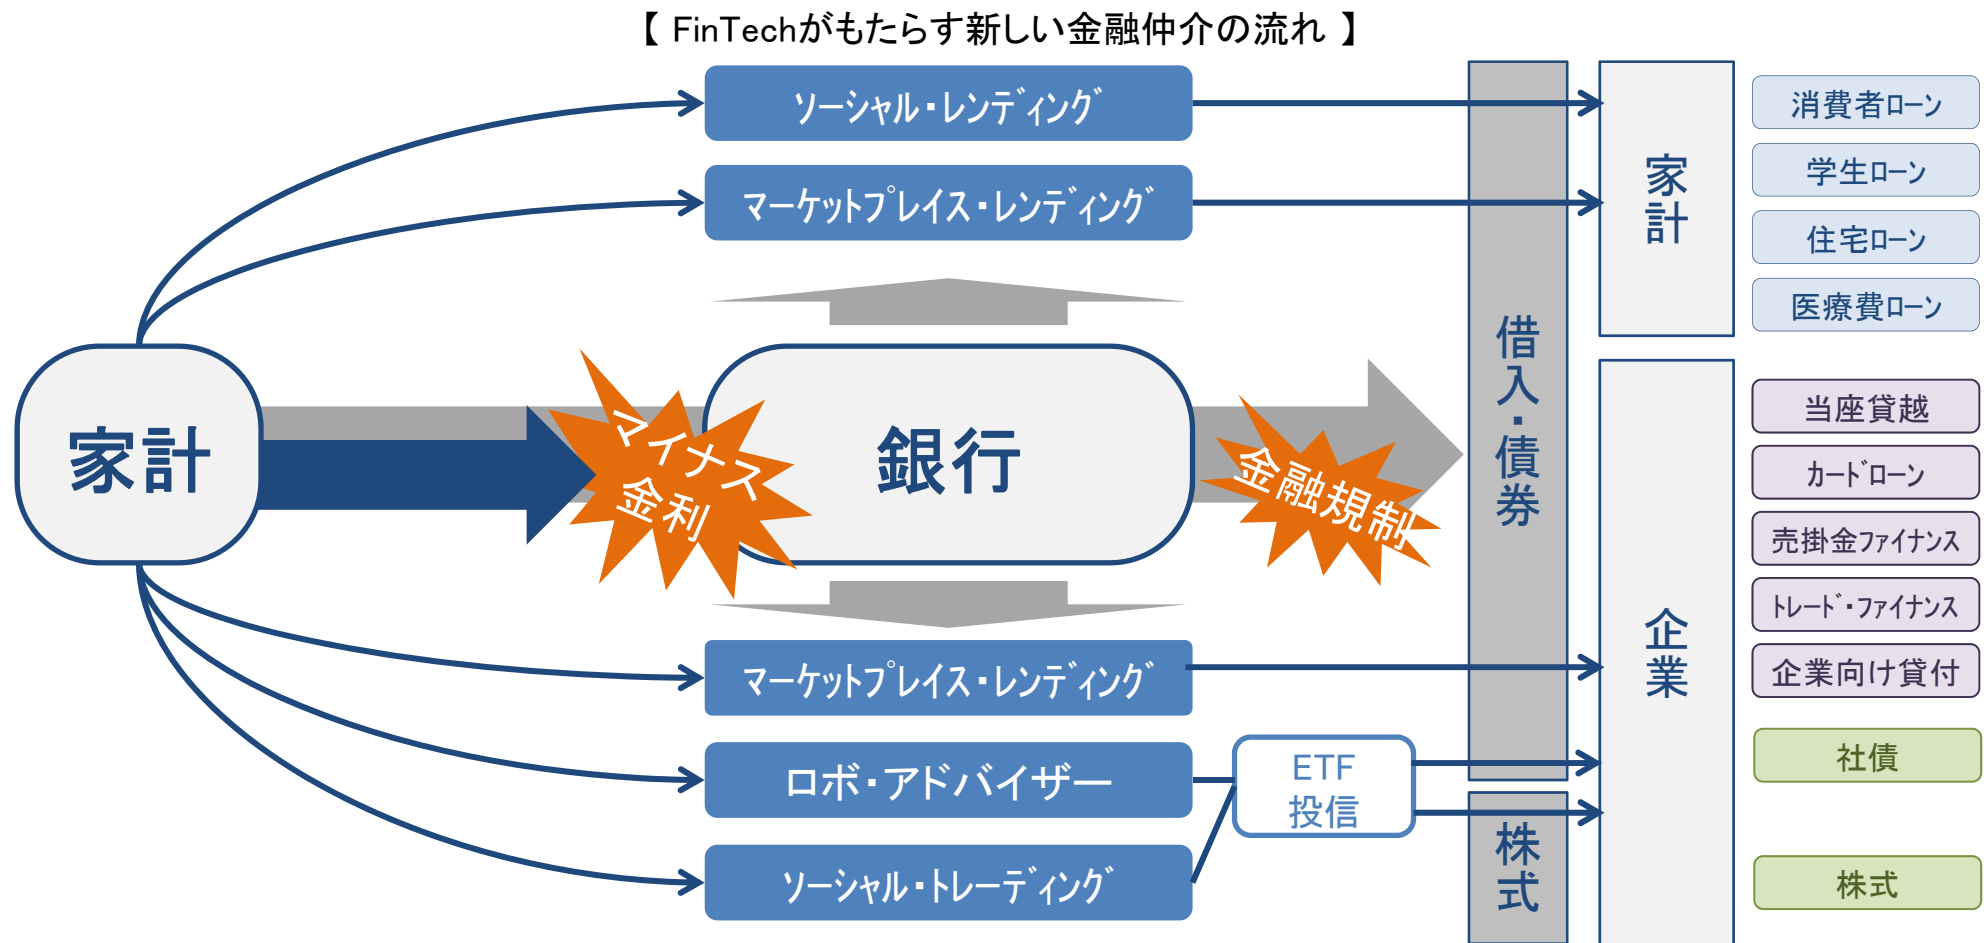 【 FinTechがもたらす新しい金融仲介の流れ 】
ソーシャル・レンディング
マーケットプレイス・レンディング
家計
マイナス
金利
銀行
金融規制
マーケットプレイス・レンディング
ロボ・アドバイザー
ソーシャル・トレーディング
ETF
投信
借入・債券
株式
家計
企業
消費者ローン
学生ローン
住宅ローン
医療費ローン
当座貸越
カードローン
売掛金ファイナンス
トレード・ファイナンス
企業向け貸付
社債
株式